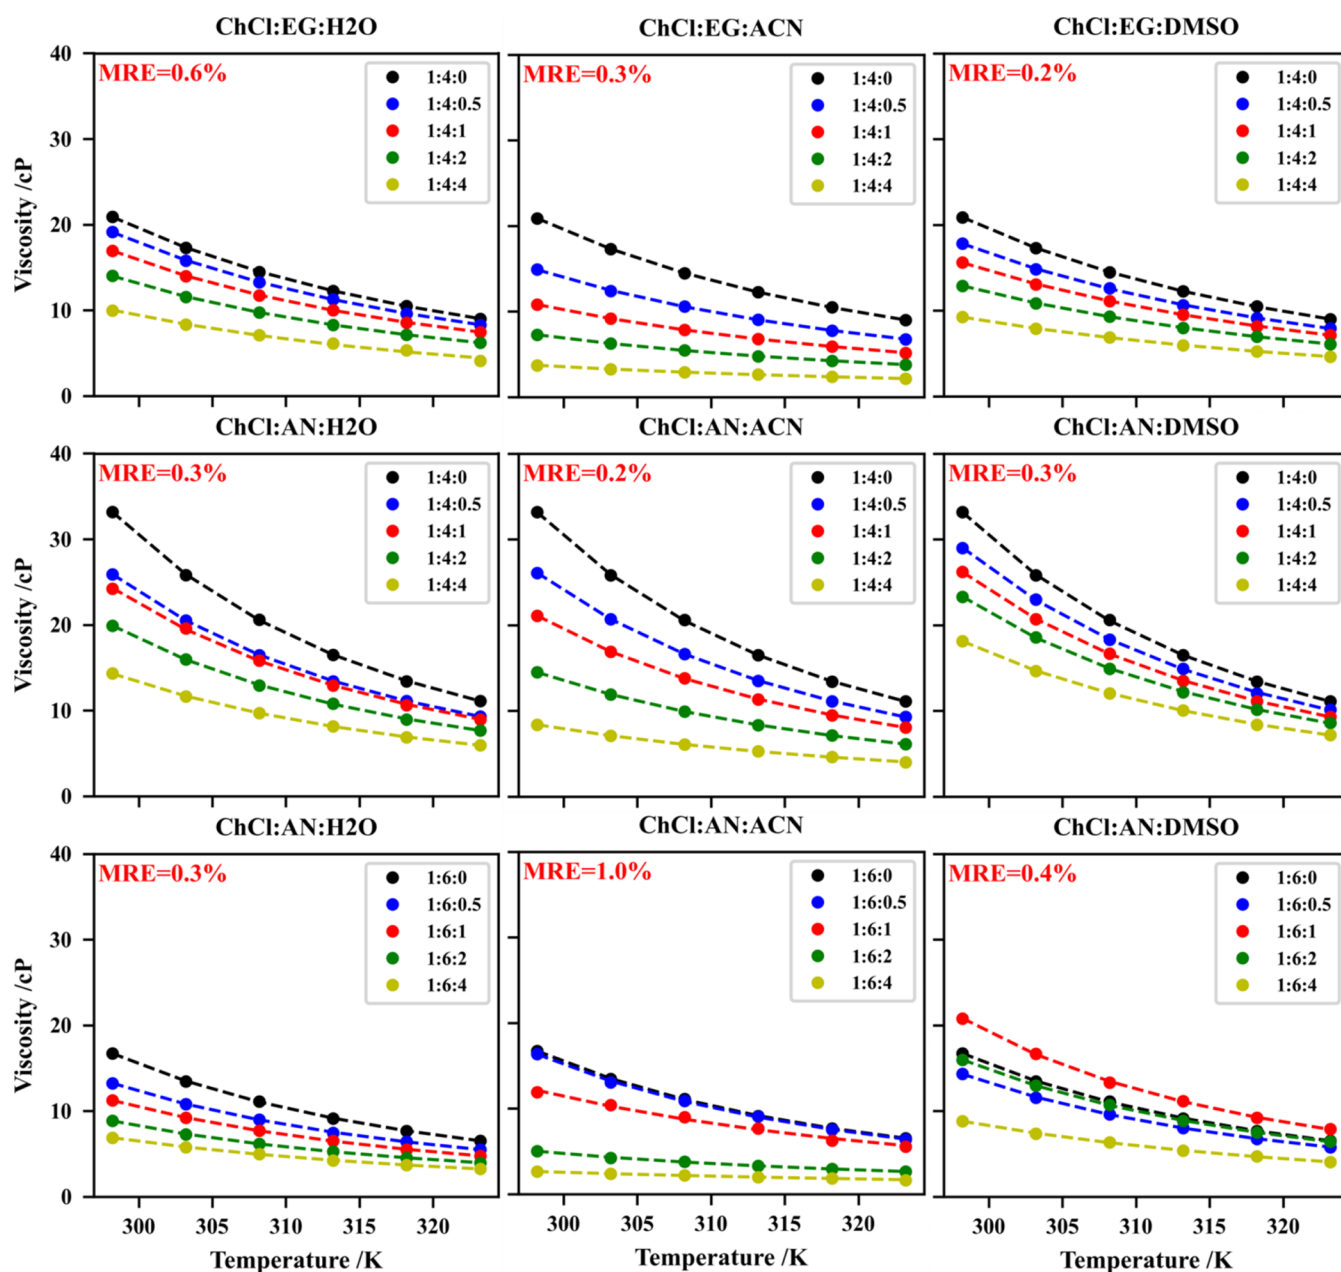 ChCl:EG:H2O
MRE=0.6%
1:4:0
1:4:0.5
1:4:1
1:4:2
1:4:4
40
30
20
10
0
Viscosity /cP
ChCl:EG:ACN
MRE=0.3%
1:4:0
1:4:0.5
1:4:1
1:4:2
1:4:4
ChCl:EG:DMSO
MRE=0.2%
1:4:0
1:4:0.5
1:4:1
1:4:2
1:4:4
ChCl:AN:H2O
MRE=0.3%
1:4:0
1:4:0.5
1:4:1
1:4:2
1:4:4
40
30
20
10
0
Viscosity /cP
ChCl:AN:ACN
MRE=0.2%
1:4:0
1:4:0.5
1:4:1
1:4:2
1:4:4
ChCl:AN:DMSO
MRE=0.3%
1:4:0
1:4:0.5
1:4:1
1:4:2
1:4:4
ChCl:AN:H2O
MRE=0.3%
1:6:0
1:6:0.5
1:6:1
1:6:2
1:6:4
40
30
20
10
0
Viscosity /cP
300 305 310 315 320
Temperature /K
ChCl:AN:ACN
MRE=1.0%
1:6:0
1:6:0.5
1:6:1
1:6:2
1:6:4
300 305 310 315 320
Temperature /K
ChCl:AN:DMSO
MRE=0.4%
1:6:0
1:6:0.5
1:6:1
1:6:2
1:6:4
300 305 310 315 320
Temperature /K